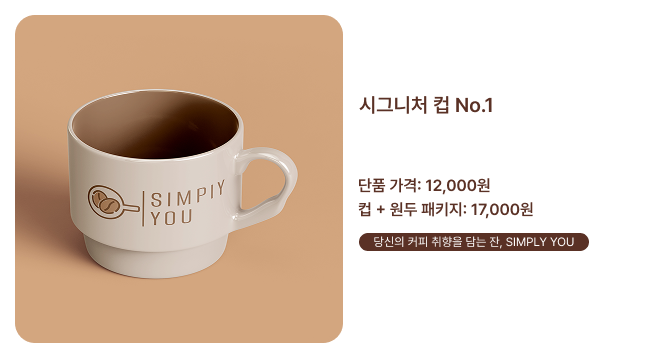 SIMPIY
YOU
시그니처 컵 No.1
단품 가격: 12,000원
컵 + 원두 패키지: 17,000원
당신의 커피 취향을 담는 잔, SIMPLY YOU